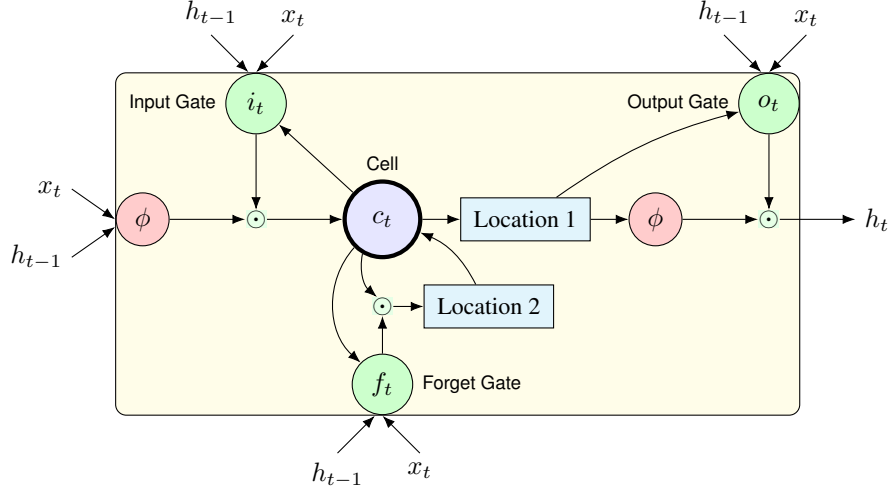 h_{t−1} x_t h_{t−1} x_t
Input Gate i_t Output Gate o_t
Cell
x_t
h_{t−1}
ϕ ⊙ c_t Location 1 ϕ ⊙ h_t
⊙ Location 2
f_t Forget Gate
h_{t−1} x_t